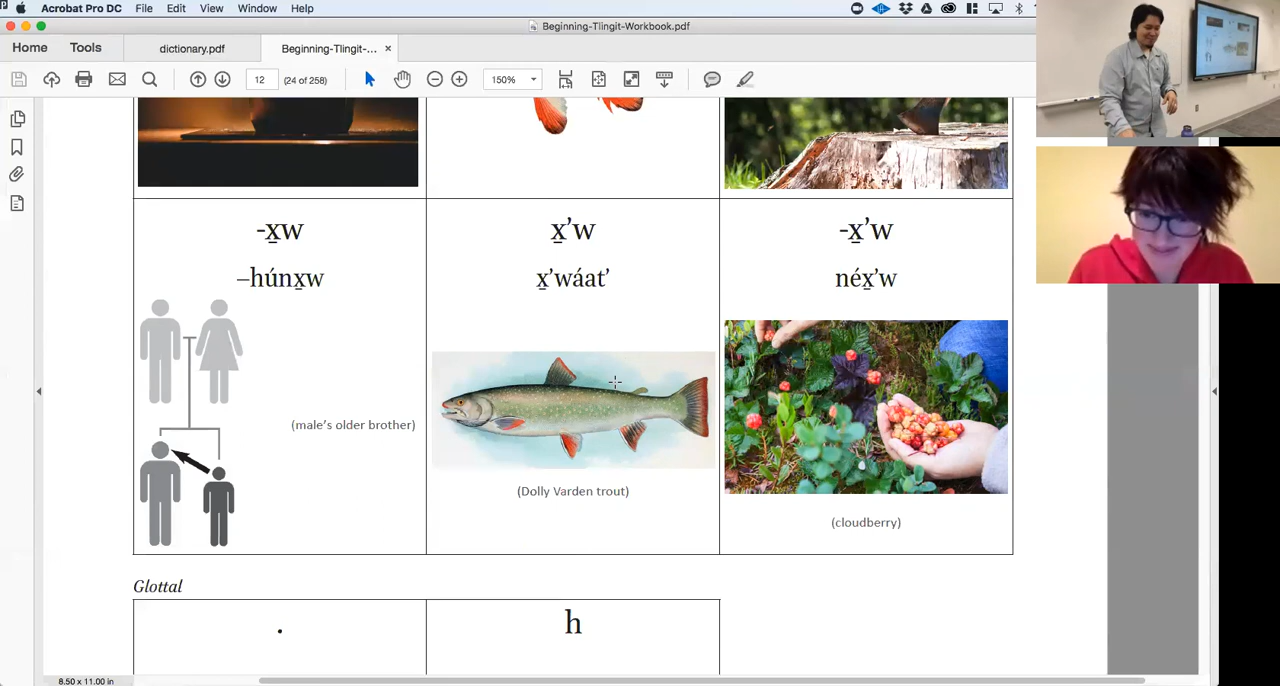 Acrobat Pro DC File Edit View Window Help
Beginning-Tlingit-Workbook.pdf
Home Tools dictionary.pdf Beginning-Tlingit-... ×
12 (24 of 258) 150%
-x̱w x̱’w -x̱’w
–húnx̱w x̱’wáat’ néx̱’w
(male’s older brother)
(Dolly Varden trout)
(cloudberry)
Glottal
. h
8.50 x 11.00 in